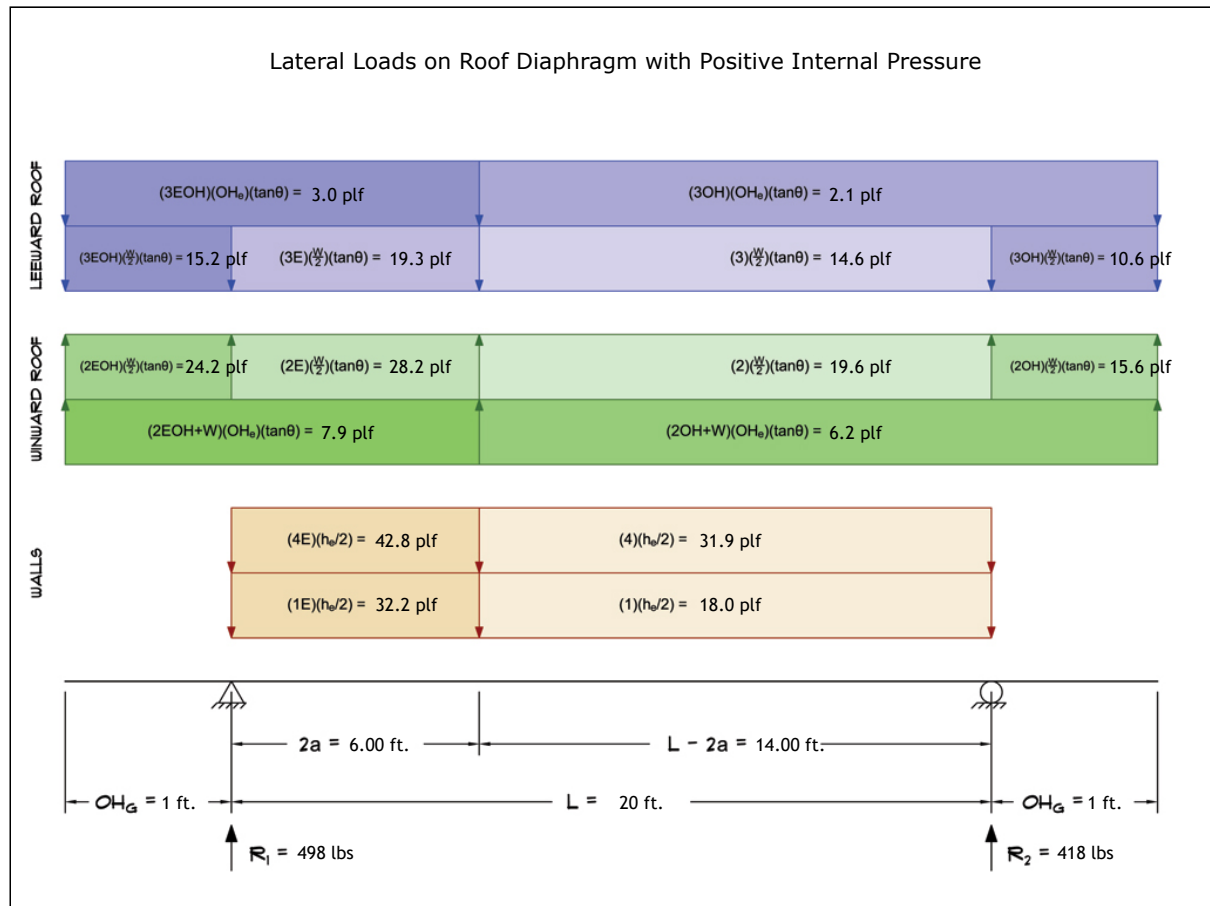 Lateral Loads on Roof Diaphragm with Positive Internal Pressure
LEEWARD ROOF
(3EOH)(OHₑ)(tanθ) = 3.0 plf
(3OH)(OHₑ)(tanθ) = 2.1 plf
(3EOH)(W/2)(tanθ) = 15.2 plf
(3E)(W/2)(tanθ) = 19.3 plf
(3)(W/2)(tanθ) = 14.6 plf
(3OH)(W/2)(tanθ) = 10.6 plf
WINWARD ROOF
(2EOH)(W/2)(tanθ) = 24.2 plf
(2E)(W/2)(tanθ) = 28.2 plf
(2)(W/2)(tanθ) = 19.6 plf
(2OH)(W/2)(tanθ) = 15.6 plf
(2EOH+W)(OHₑ)(tanθ) = 7.9 plf
(2OH+W)(OHₑ)(tanθ) = 6.2 plf
WALLS
(4E)(hₑ/2) = 42.8 plf
(4)(hₑ/2) = 31.9 plf
(1E)(hₑ/2) = 32.2 plf
(1)(hₑ/2) = 18.0 plf
2a = 6.00 ft.
L - 2a = 14.00 ft.
OH_G = 1 ft.
L = 20 ft.
OH_G = 1 ft.
R₁ = 498 lbs
R₂ = 418 lbs